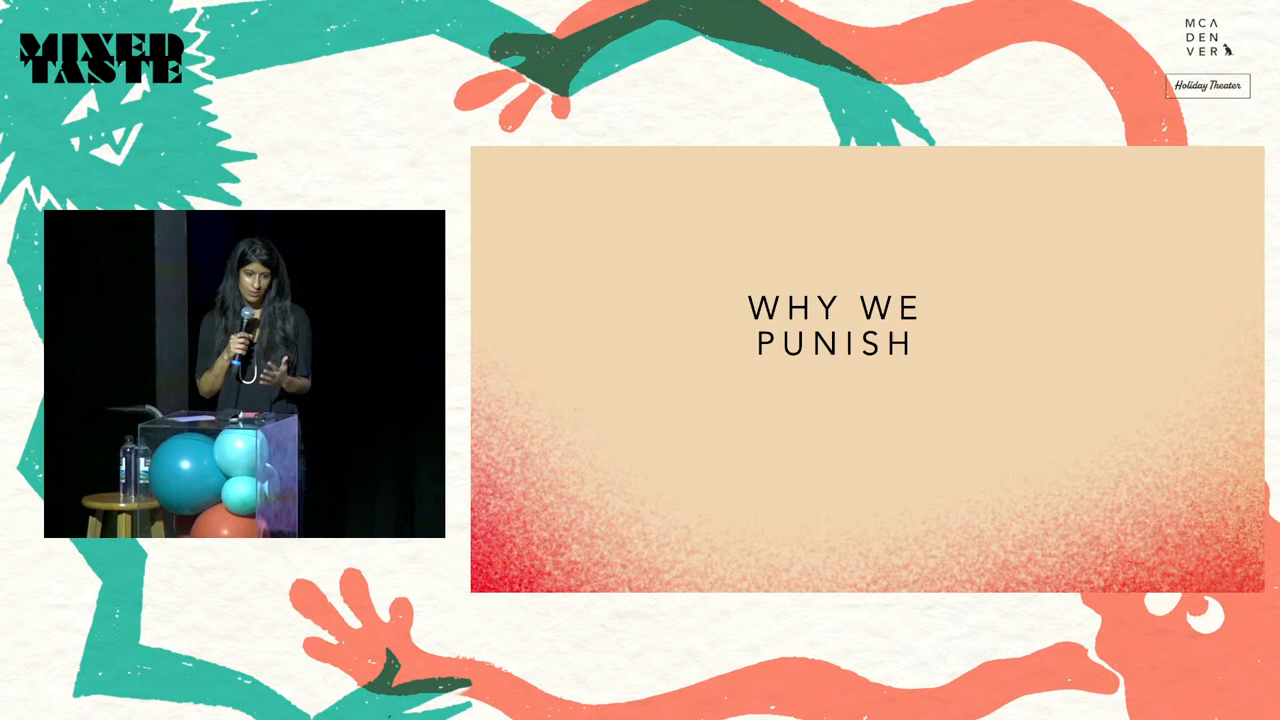 MIXED
TASTE
MCA
DEN
VER
Holiday Theater
WHY WE
PUNISH